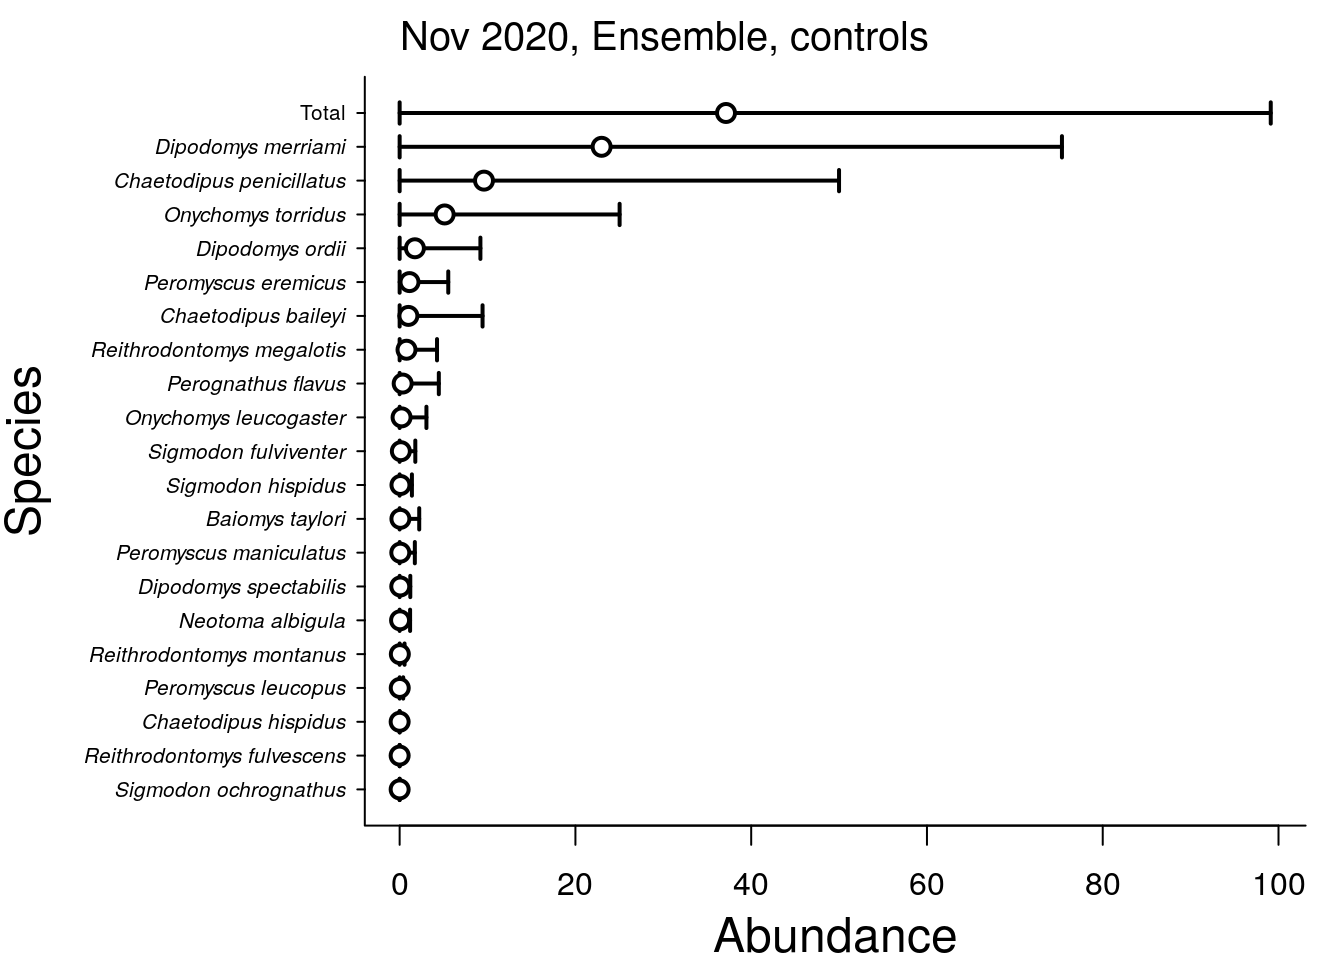 Nov 2020, Ensemble, controls
Total
Dipodomys merriami
Chaetodipus penicillatus
Onychomys torridus
Dipodomys ordii
Peromyscus eremicus
Chaetodipus baileyi
Reithrodontomys megalotis
Perognathus flavus
Onychomys leucogaster
Sigmodon fulviventer
Sigmodon hispidus
Baiomys taylori
Peromyscus maniculatus
Dipodomys spectabilis
Neotoma albigula
Reithrodontomys montanus
Peromyscus leucopus
Chaetodipus hispidus
Reithrodontomys fulvescens
Sigmodon ochrognathus
Species
0 20 40 60 80 100
Abundance